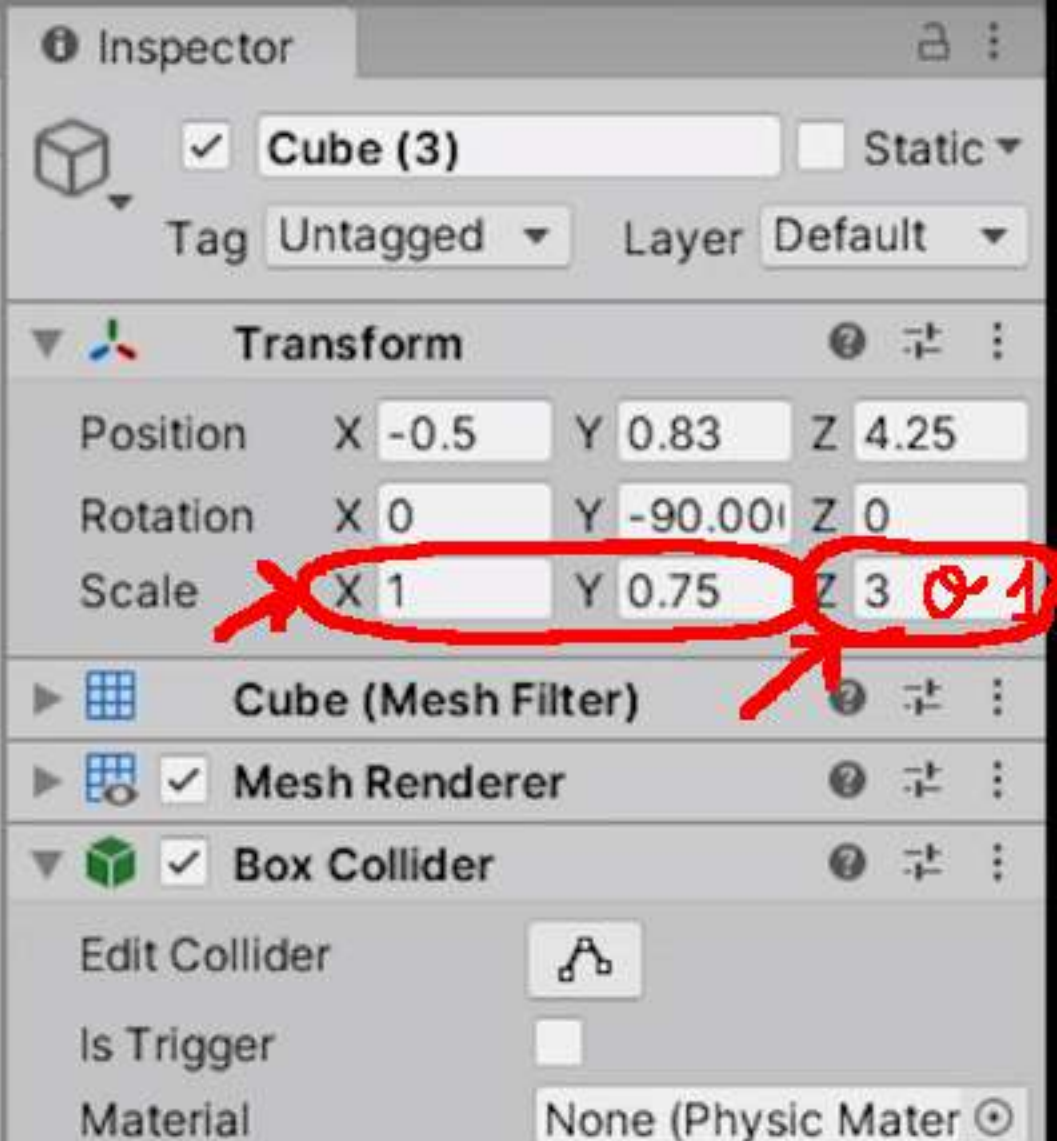 Inspector
Cube (3) Static
Tag Untagged Layer Default
Transform
Position X -0.5 Y 0.83 Z 4.25
Rotation X 0 Y -90.00 Z 0
Scale X 1 Y 0.75 Z 3 o 1
Cube (Mesh Filter)
Mesh Renderer
Box Collider
Edit Collider
Is Trigger
Material None (Physic Mater